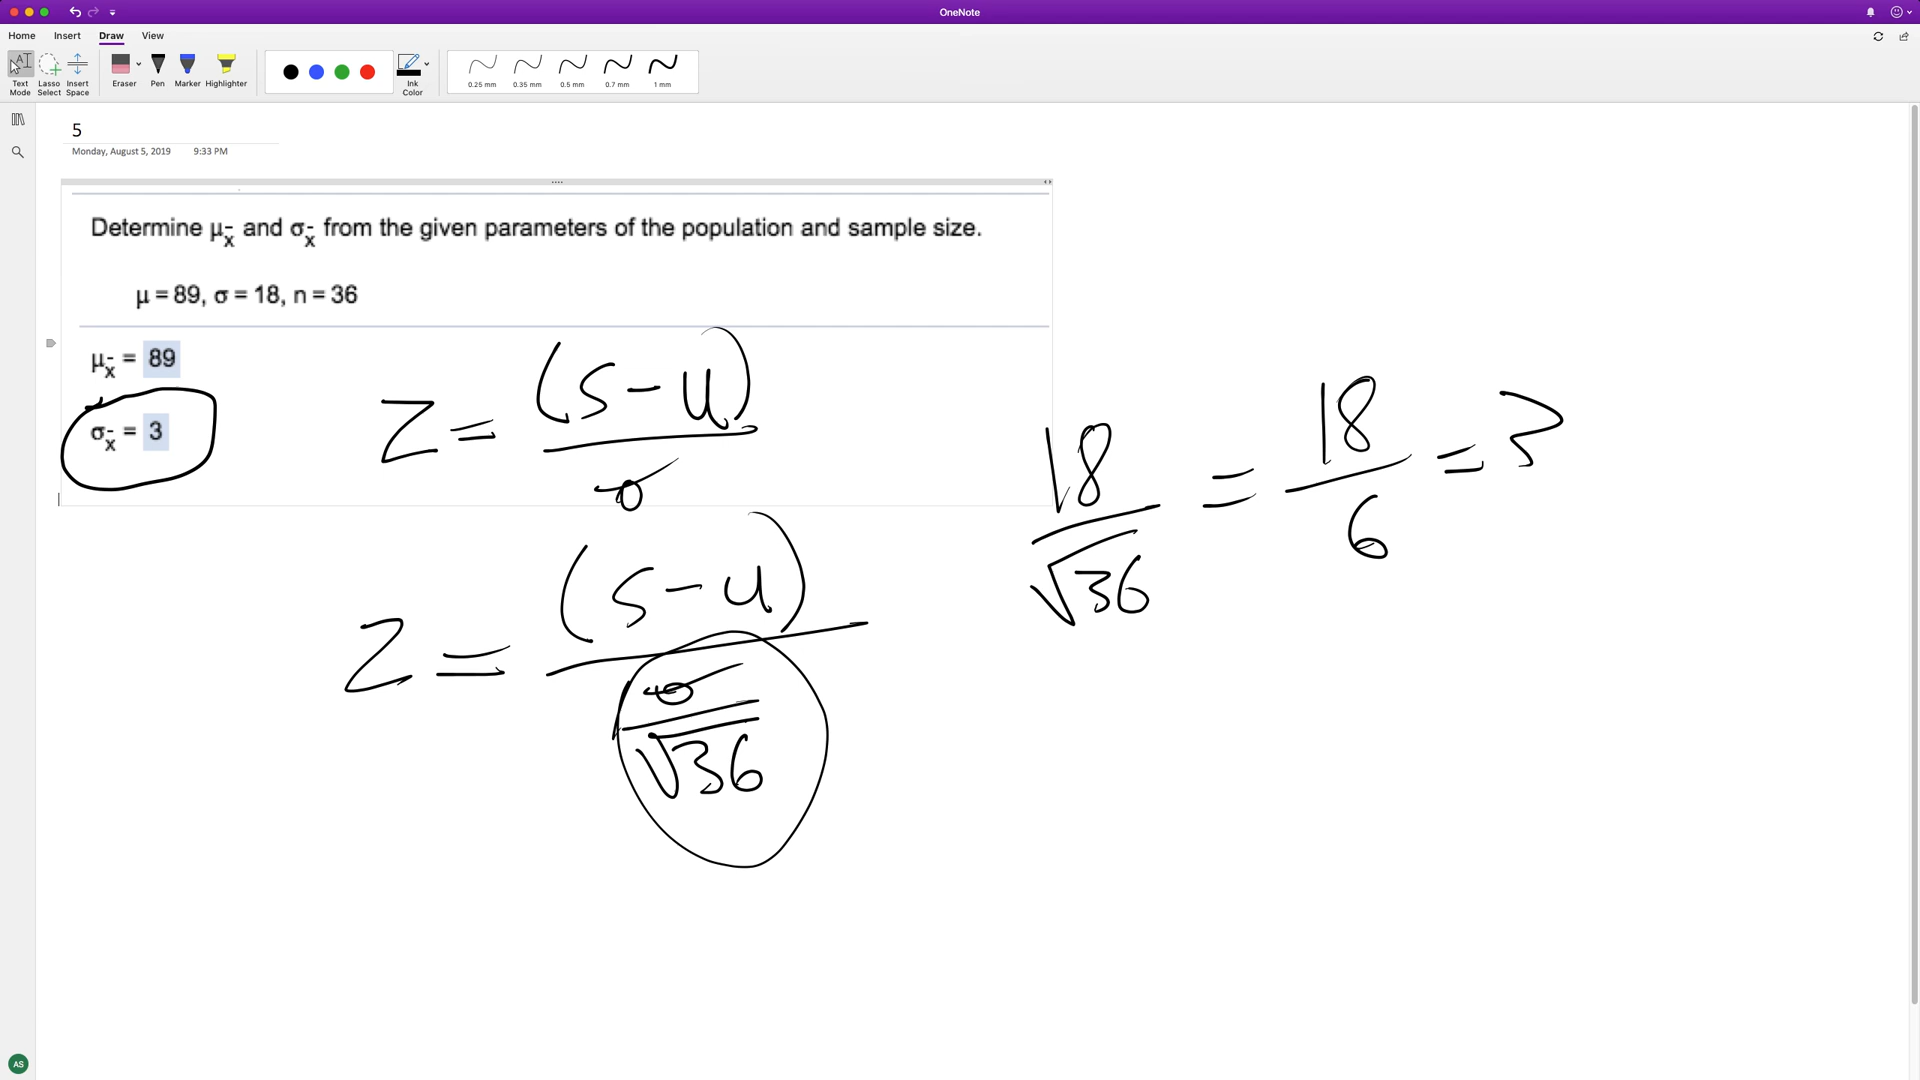 OneNote
Home Insert Draw View
Text Mode
Lasso Select
Insert Space
Eraser
Pen
Marker
Highlighter
Ink Color
0.25 mm 0.35 mm 0.5 mm 0.7 mm 1 mm
5
Monday, August 5, 2019 9:33 PM
Determine μx̄ and σx̄ from the given parameters of the population and sample size.
μ = 89, σ = 18, n = 36
μx̄ = 89
σx̄ = 3
Z = (s - u) / σ
18 / √36 = 18 / 6 = 3
Z = (s - u) / (σ / √36)
AS